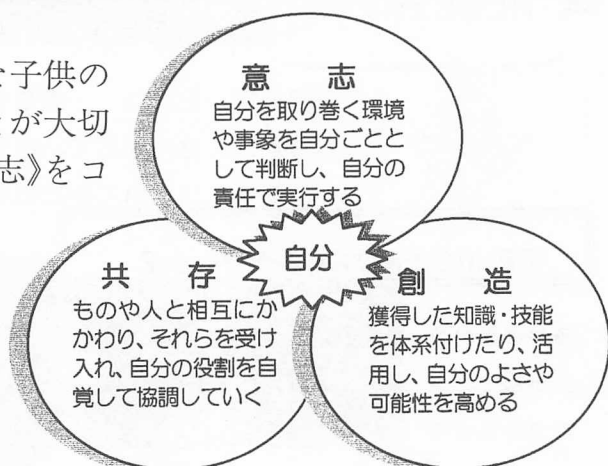 子供の
が大切
志》をコ
意　志
自分を取り巻く環境
や事象を自分ごとと
して判断し、自分の
責任で実行する
自分
共　存
ものや人と相互にか
かわり、それらを受け
入れ、自分の役割を自
覚して協調していく
創　造
獲得した知識・技能
を体系付けたり、活
用し、自分のよさや
可能性を高める